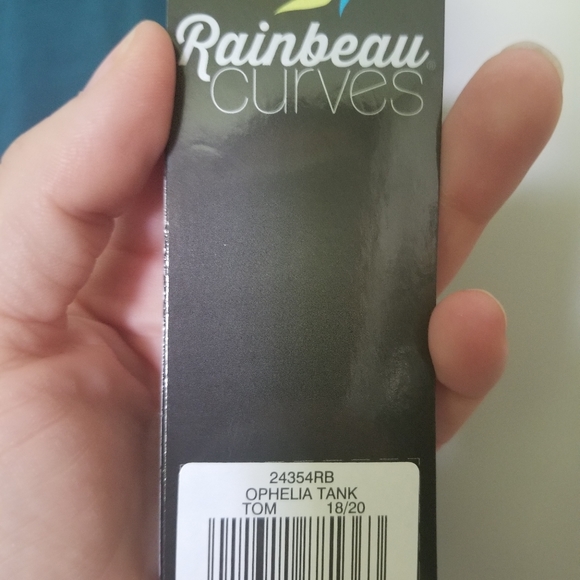 Rainbeau
curves
24354RB
OPHELIA TANK
TOM 18/20